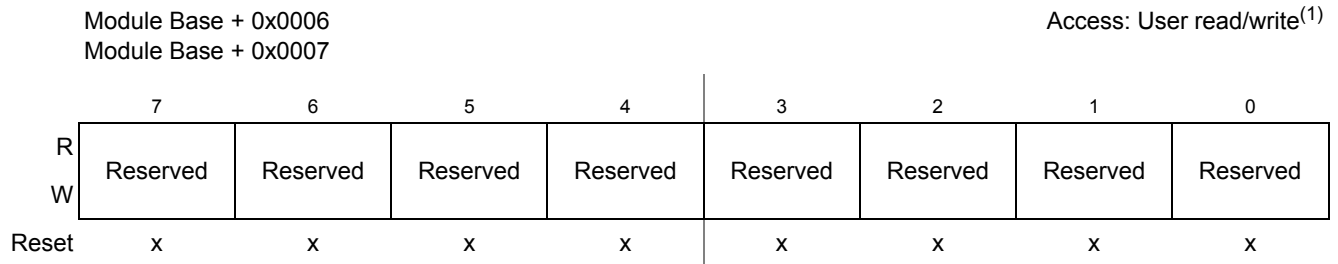 Module Base + 0x0006 Access: User read/write(1)
Module Base + 0x0007
7 6 5 4 3 2 1 0
R
Reserved Reserved Reserved Reserved Reserved Reserved Reserved Reserved
W
Reset x x x x x x x x